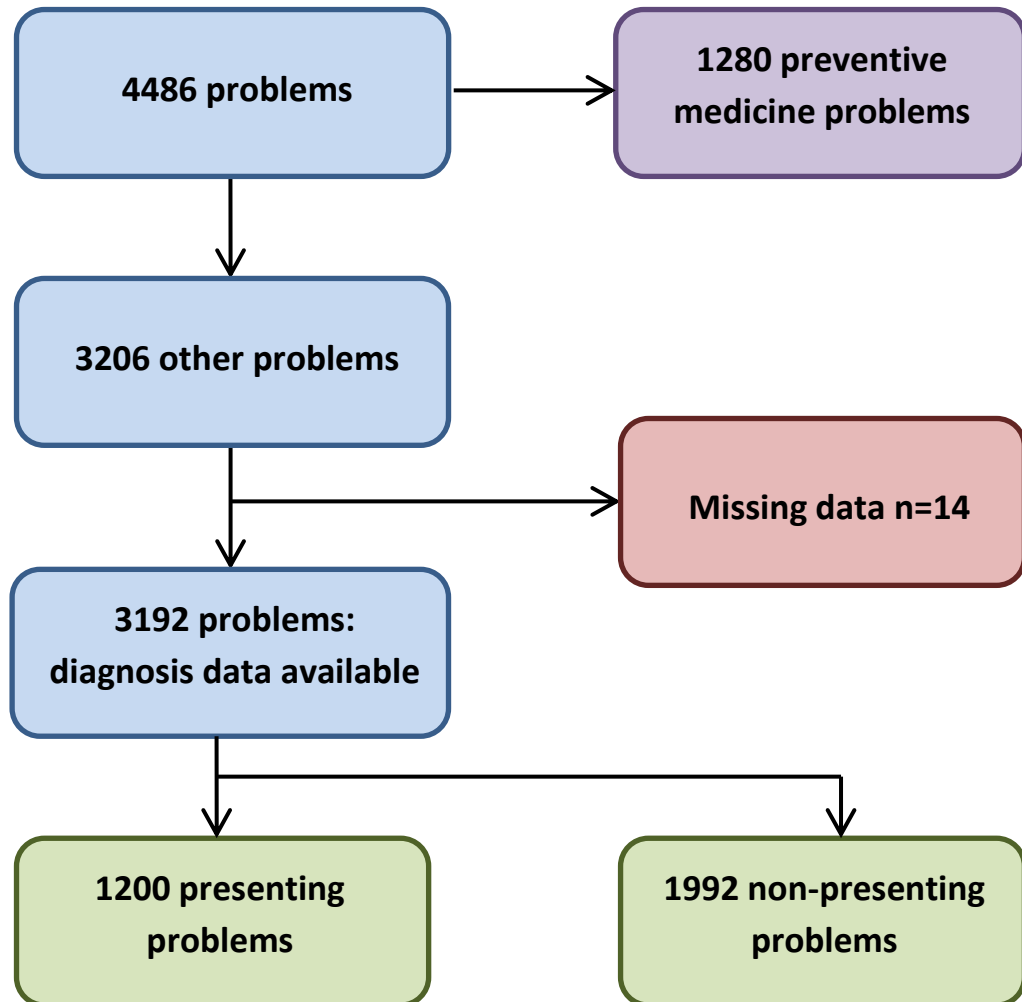 4486 problems
1280 preventive
medicine problems
3206 other problems
Missing data n=14
3192 problems:
diagnosis data available
1200 presenting
problems
1992 non-presenting
problems